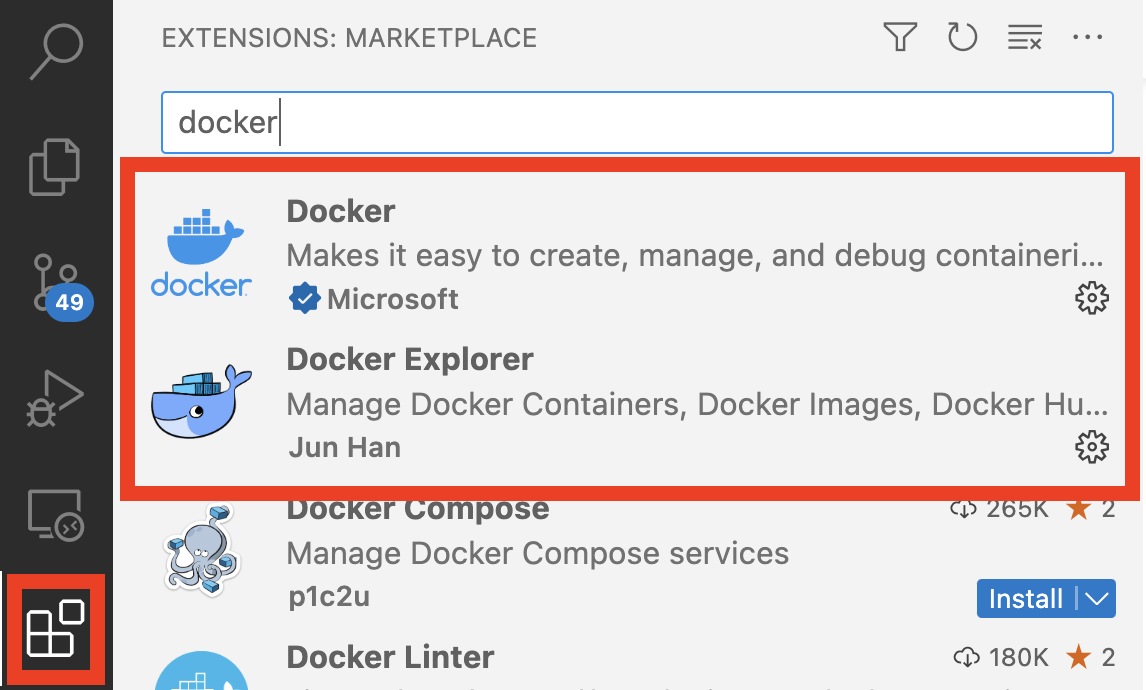 EXTENSIONS: MARKETPLACE
docker
Docker
Makes it easy to create, manage, and debug containeri...
docker
Microsoft
49
Docker Explorer
Manage Docker Containers, Docker Images, Docker Hu...
Jun Han
Docker Compose 265K 2
Manage Docker Compose services
p1c2u
Install
Docker Linter 180K 2